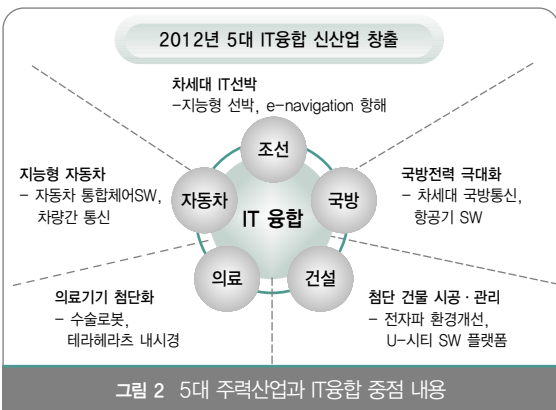 2012년 5대 IT융합 신산업 창출
차세대 IT선박
-지능형 선박, e-navigation 항해
조선
지능형 자동차
- 자동차 통합체어SW,
차량간 통신
자동차
IT 융합
국방
국방전력 극대화
- 차세대 국방통신,
항공기 SW
의료
건설
의료기기 첨단화
- 수술로봇,
테라헤라츠 내시경
첨단 건물 시공·관리
- 전자파 환경개선,
U-시티 SW 플랫폼
그림 2 5대 주력산업과 IT융합 중점 내용